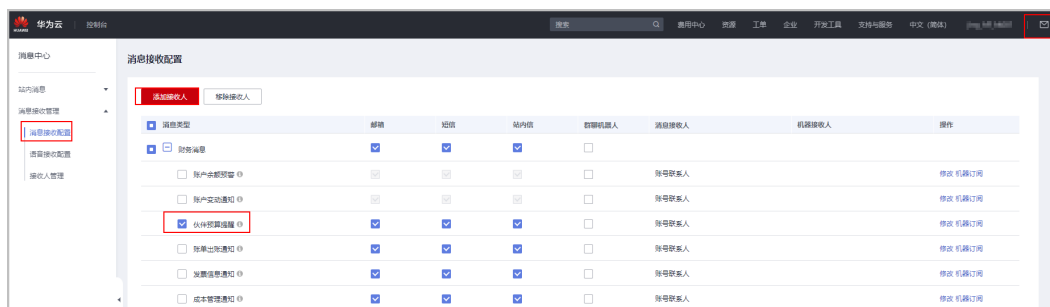 HUAWEI 华为云 控制台 搜索 费用中心 资源 工单 企业 开发工具 支持与服务 中文 (简体)
消息中心
消息接收配置
站内消息
添加接收人 移除接收人
消息接收管理
消息类型 邮箱 短信 站内信 群聊机器人 消息接收人 机器接收人 操作
消息接收配置
财务消息
语音接收配置
接收人管理
账户余额预警 账号联系人 修改 机器订阅
账户变动通知 账号联系人 修改 机器订阅
伙伴预算提醒 账号联系人 修改 机器订阅
账单出账通知 账号联系人 修改 机器订阅
发票信息通知 账号联系人 修改 机器订阅
成本管理通知 账号联系人 修改 机器订阅